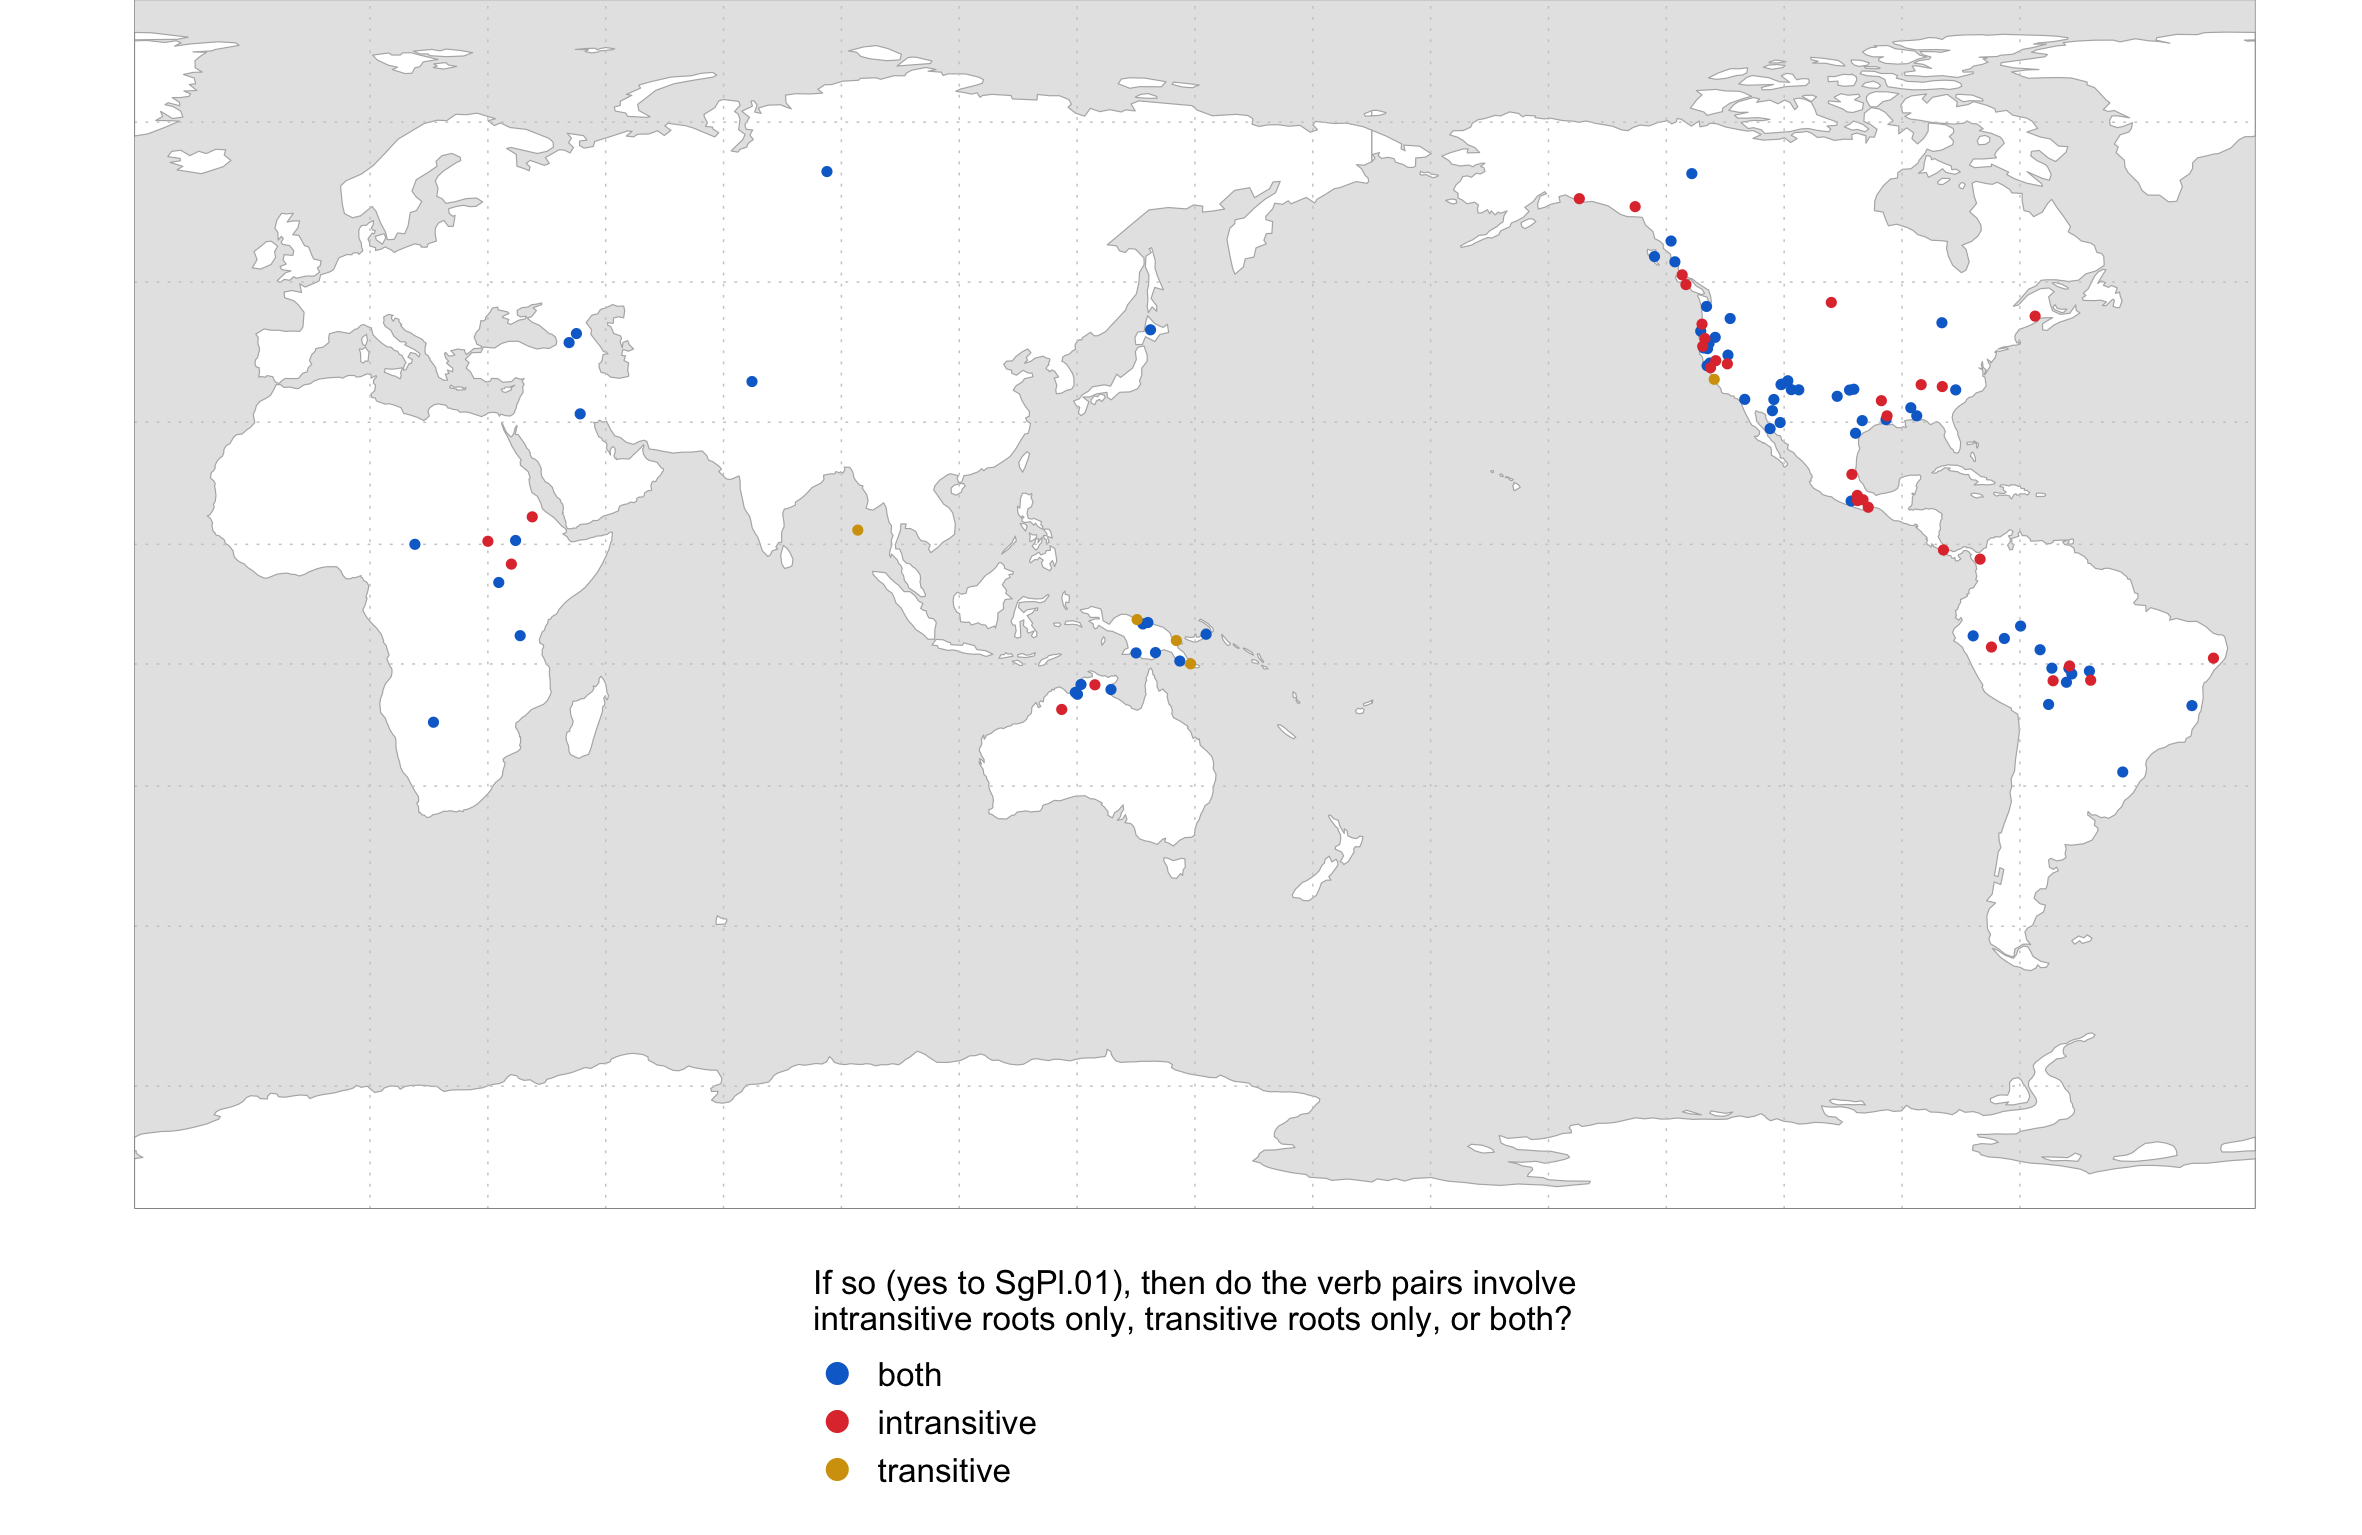 If so (yes to SgPl.01), then do the verb pairs involve
intransitive roots only, transitive roots only, or both?
both
intransitive
transitive